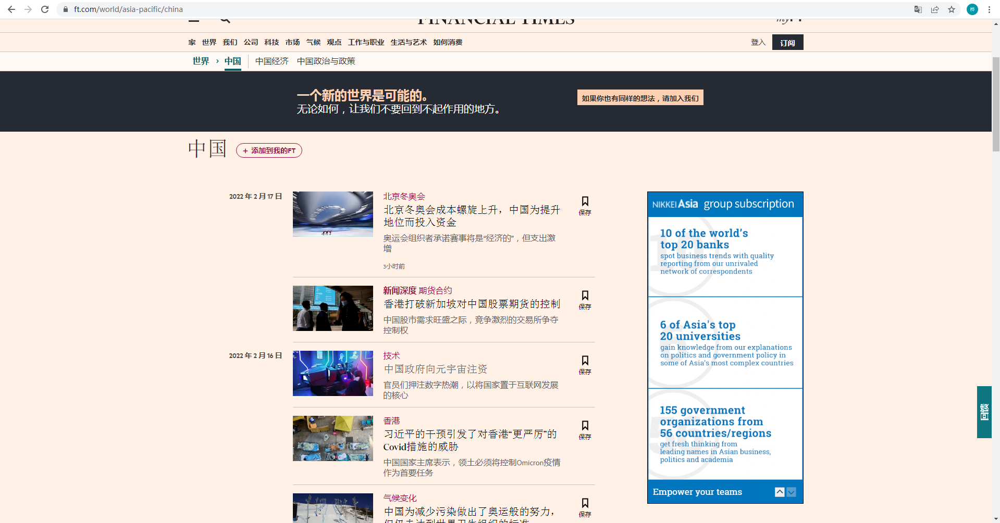 ft.com/world/asia-pacific/china
桦
FINANCIAL TIMES
myFT
家 世界 我们 公司 科技 市场 气候 观点 工作与职业 生活与艺术 如何消费
登入 订阅
世界 › 中国 中国经济 中国政治与政策
一个新的世界是可能的。
无论如何，让我们不要回到不起作用的地方。
如果你也有同样的想法，请加入我们
中国
+ 添加到我的FT
2022 年 2 月 17 日
北京冬奥会
北京冬奥会成本螺旋上升，中国为提升
地位而投入资金
奥运会组织者承诺赛事将是“经济的”，但支出激
增
3小时前
保存
新闻深度 期货合约
香港打破新加坡对中国股票期货的控制
中国股市需求旺盛之际，竞争激烈的交易所争夺
控制权
保存
2022 年 2 月 16 日
技术
中国政府向元宇宙注资
官员们押注数字热潮，以将国家置于互联网发展
的核心
保存
香港
习近平的干预引发了对香港“更严厉”的
Covid措施的威胁
中国国家主席表示，领土必须将控制Omicron疫情
作为首要任务
保存
气候变化
中国为减少污染做出了奥运般的努力，
但仍未达到世界卫生组织的标准
保存
NIKKEI Asia group subscription
10 of the world's
top 20 banks
spot business trends with quality
reporting from our unrivaled
network of correspondents
6 of Asia's top
20 universities
gain knowledge from our explanations
on politics and government policy in
some of Asia's most complex countries
155 government
organizations from
56 countries/regions
get fresh thinking from
leading names in Asian business,
politics and academia
Empower your teams
回馈